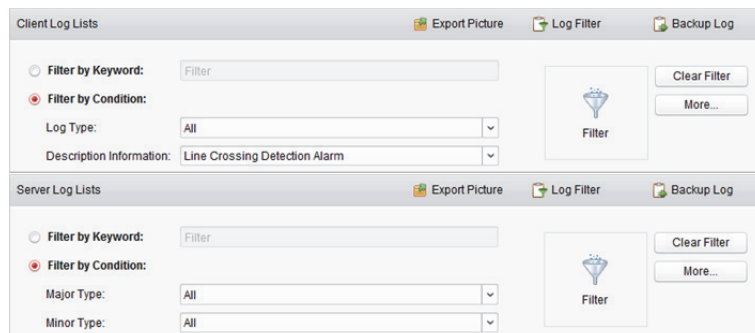 Client Log Lists Export Picture Log Filter Backup Log
Filter by Keyword: Filter Clear Filter
Filter by Condition: More...
Log Type: All Filter
Description Information: Line Crossing Detection Alarm
Server Log Lists Export Picture Log Filter Backup Log
Filter by Keyword: Filter Clear Filter
Filter by Condition: More...
Major Type: All Filter
Minor Type: All